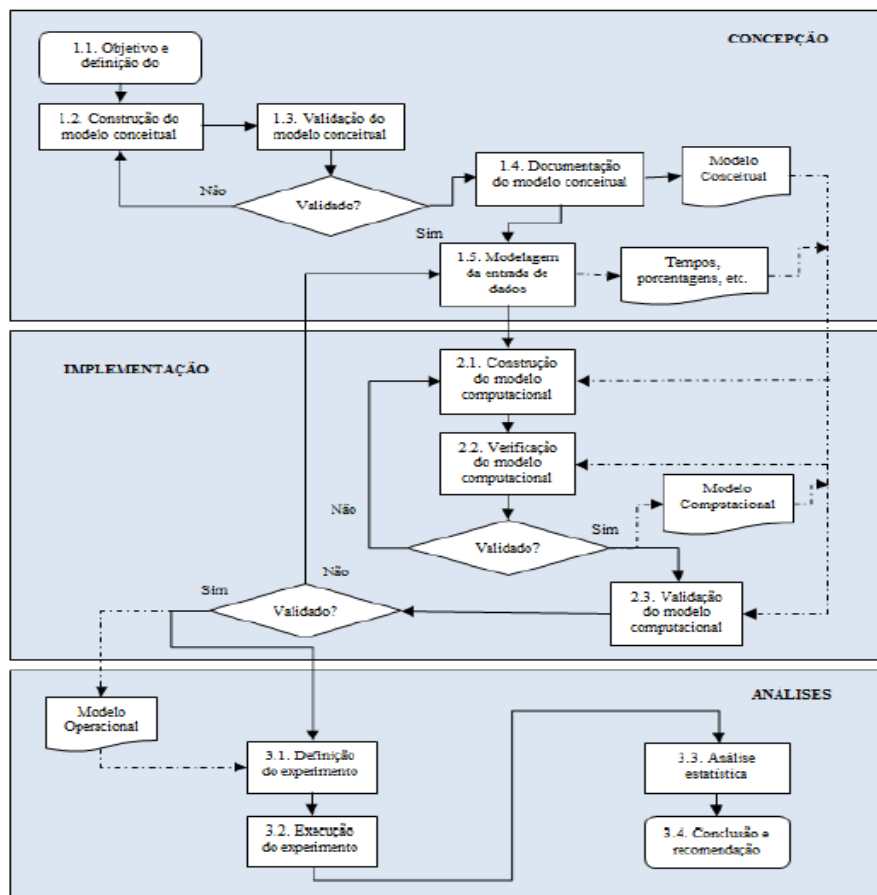 CONCEPÇÃO
1.1. Objetivo e
definição do
1.2. Construção do
modelo conceitual
1.3. Validação do
modelo conceitual
Não
Validado?
Sim
1.4. Documentação
do modelo conceitual
Modelo
Conceitual
1.5. Modelagem
da entrada de
dados
Tempos,
porcentagens, etc.
IMPLEMENTAÇÃO
2.1. Construção
do modelo
computacional
2.2. Verificação
do modelo
computacional
Não
Validado?
Sim
Modelo
Computacional
2.3. Validação
do modelo
computacional
Não
Sim
Validado?
ANÁLISES
Modelo
Operacional
3.1. Definição
do experimento
3.2. Execução
do experimento
3.3. Análise
estatística
3.4. Conclusão e
recomendação